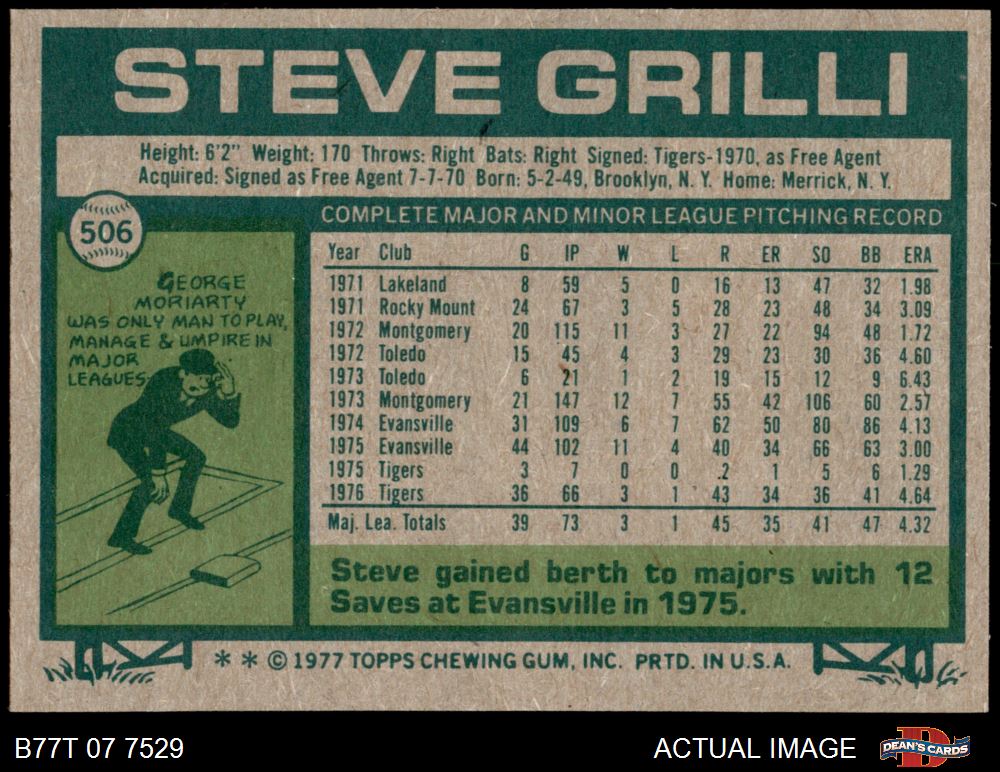 STEVE GRILLI
Height: 6'2" Weight: 170 Throws: Right Bats: Right Signed: Tigers-1970, as Free Agent
Acquired: Signed as Free Agent 7-7-70 Born: 5-2-49, Brooklyn, N. Y. Home: Merrick, N. Y.
506
GEORGE
MORIARTY
WAS ONLY MAN TO PLAY,
MANAGE & UMPIRE IN
MAJOR
LEAGUES
COMPLETE MAJOR AND MINOR LEAGUE PITCHING RECORD
Year Club G IP W L R ER SO BB ERA
1971 Lakeland 8 59 5 0 16 13 47 32 1.98
1971 Rocky Mount 24 67 3 5 28 23 48 34 3.09
1972 Montgomery 20 115 11 3 27 22 94 48 1.72
1972 Toledo 15 45 4 3 29 23 30 36 4.60
1973 Toledo 6 21 1 2 19 15 12 9 6.43
1973 Montgomery 21 147 12 7 55 42 106 60 2.57
1974 Evansville 31 109 6 7 62 50 80 86 4.13
1975 Evansville 44 102 11 4 40 34 66 63 3.00
1975 Tigers 3 7 0 0 2 1 5 6 1.29
1976 Tigers 36 66 3 1 43 34 36 41 4.64
Maj. Lea. Totals 39 73 3 1 45 35 41 47 4.32
Steve gained berth to majors with 12
Saves at Evansville in 1975.
* * © 1977 TOPPS CHEWING GUM, INC. PRTD. IN U.S.A.
B77T 07 7529
ACTUAL IMAGE
D
DEAN'S CARDS